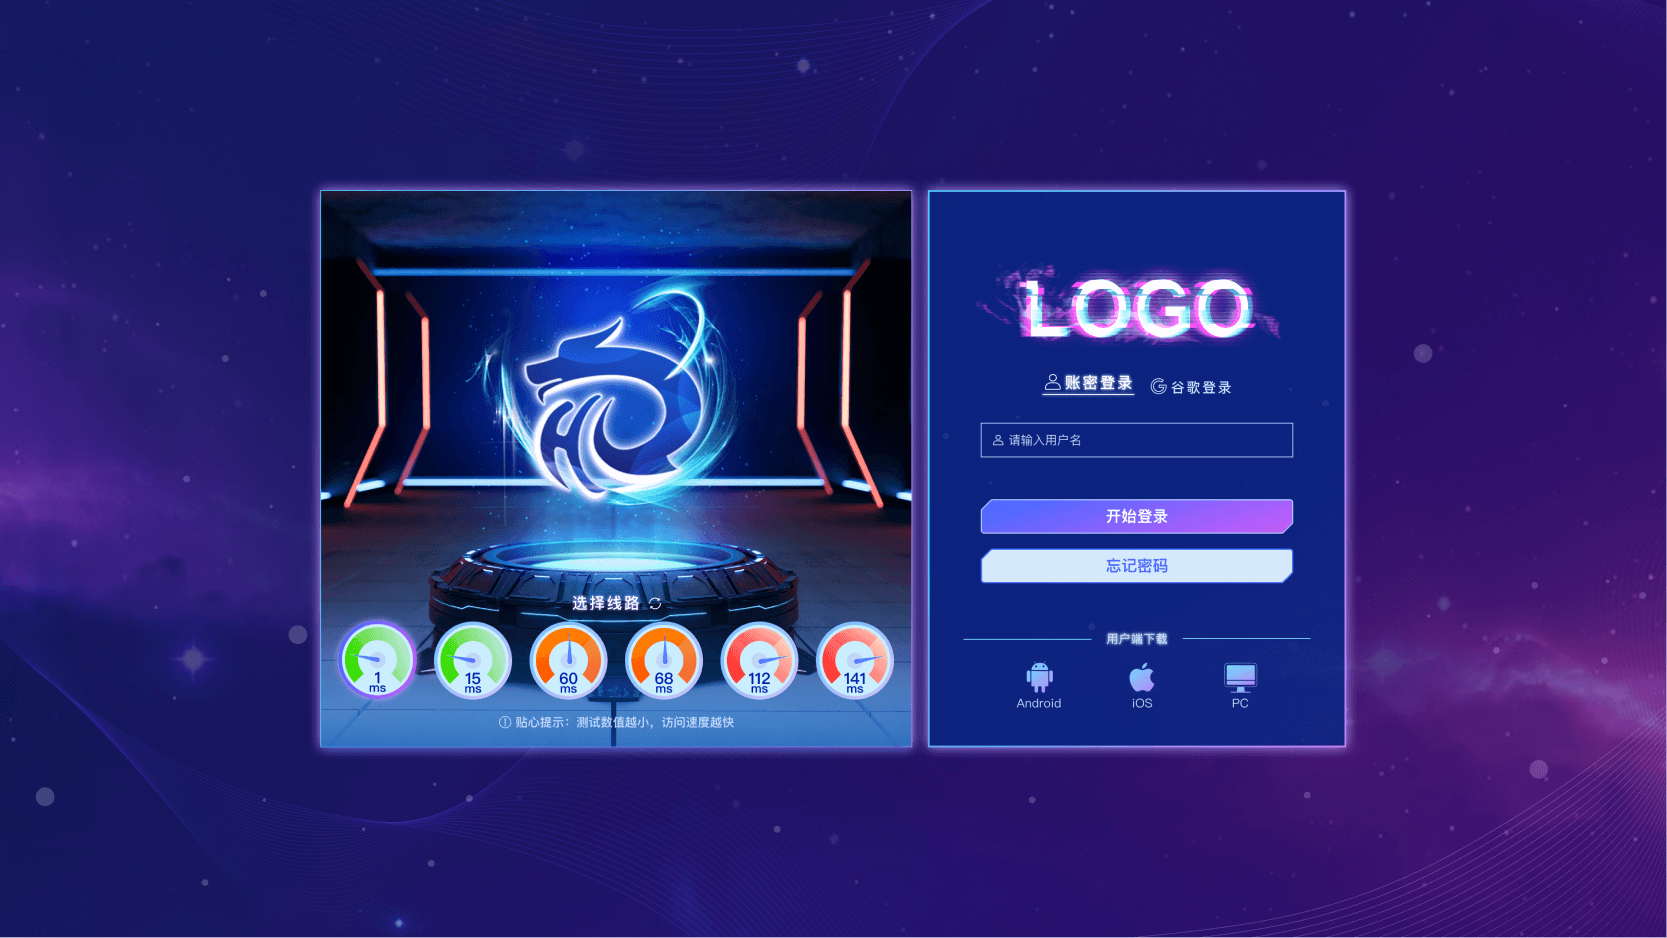 选择线路
1
ms
15
ms
60
ms
68
ms
112
ms
141
ms
贴心提示：测试数值越小，访问速度越快
LOGO
账密登录
谷歌登录
请输入用户名
开始登录
忘记密码
用户端下载
Android
iOS
PC